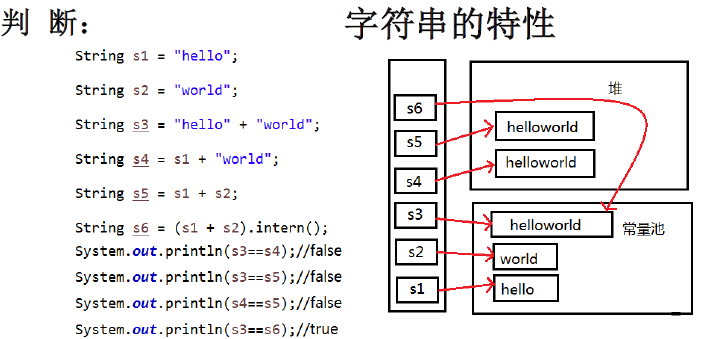 判 断：
字符串的特性
String s1 = "hello";
String s2 = "world";
String s3 = "hello" + "world";
String s4 = s1 + "world";
String s5 = s1 + s2;
String s6 = (s1 + s2).intern();
System.out.println(s3==s4);//false
System.out.println(s3==s5);//false
System.out.println(s4==s5);//false
System.out.println(s3==s6);//true
s6
s5
s4
s3
s2
s1
堆
helloworld
helloworld
helloworld
常量池
world
hello